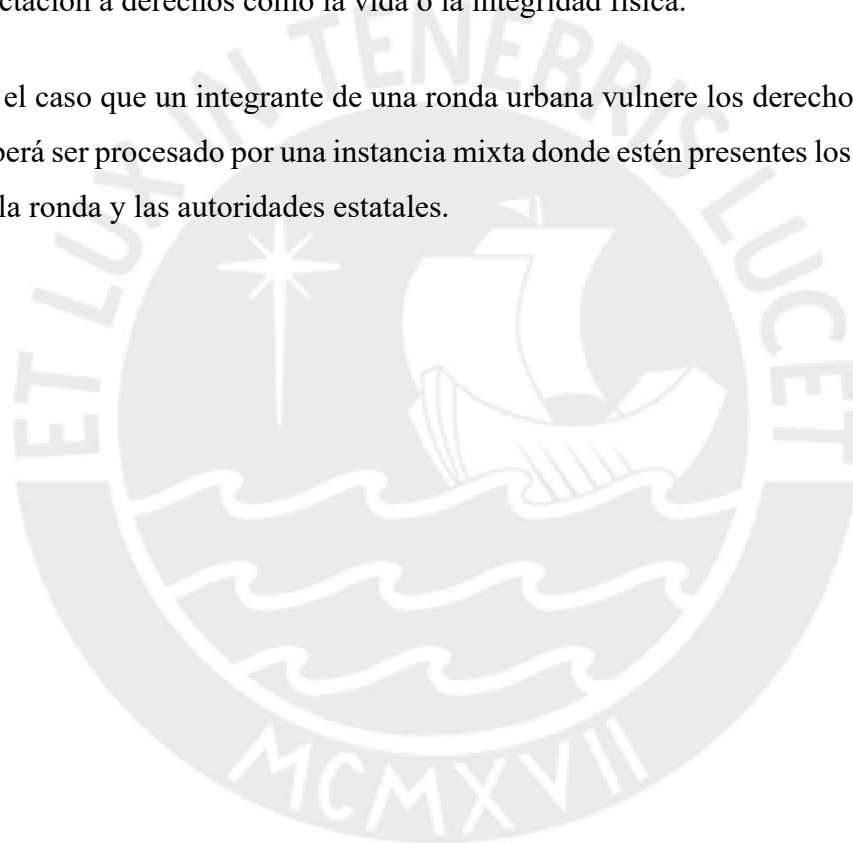 ctación a derechos como la vida o la integridad física.
el caso que un integrante de una ronda urbana vulnere los derecho
berá ser procesado por una instancia mixta donde estén presentes los
la ronda y las autoridades estatales.
ET LUX IN TENEBRIS LUCET
MCMXVII